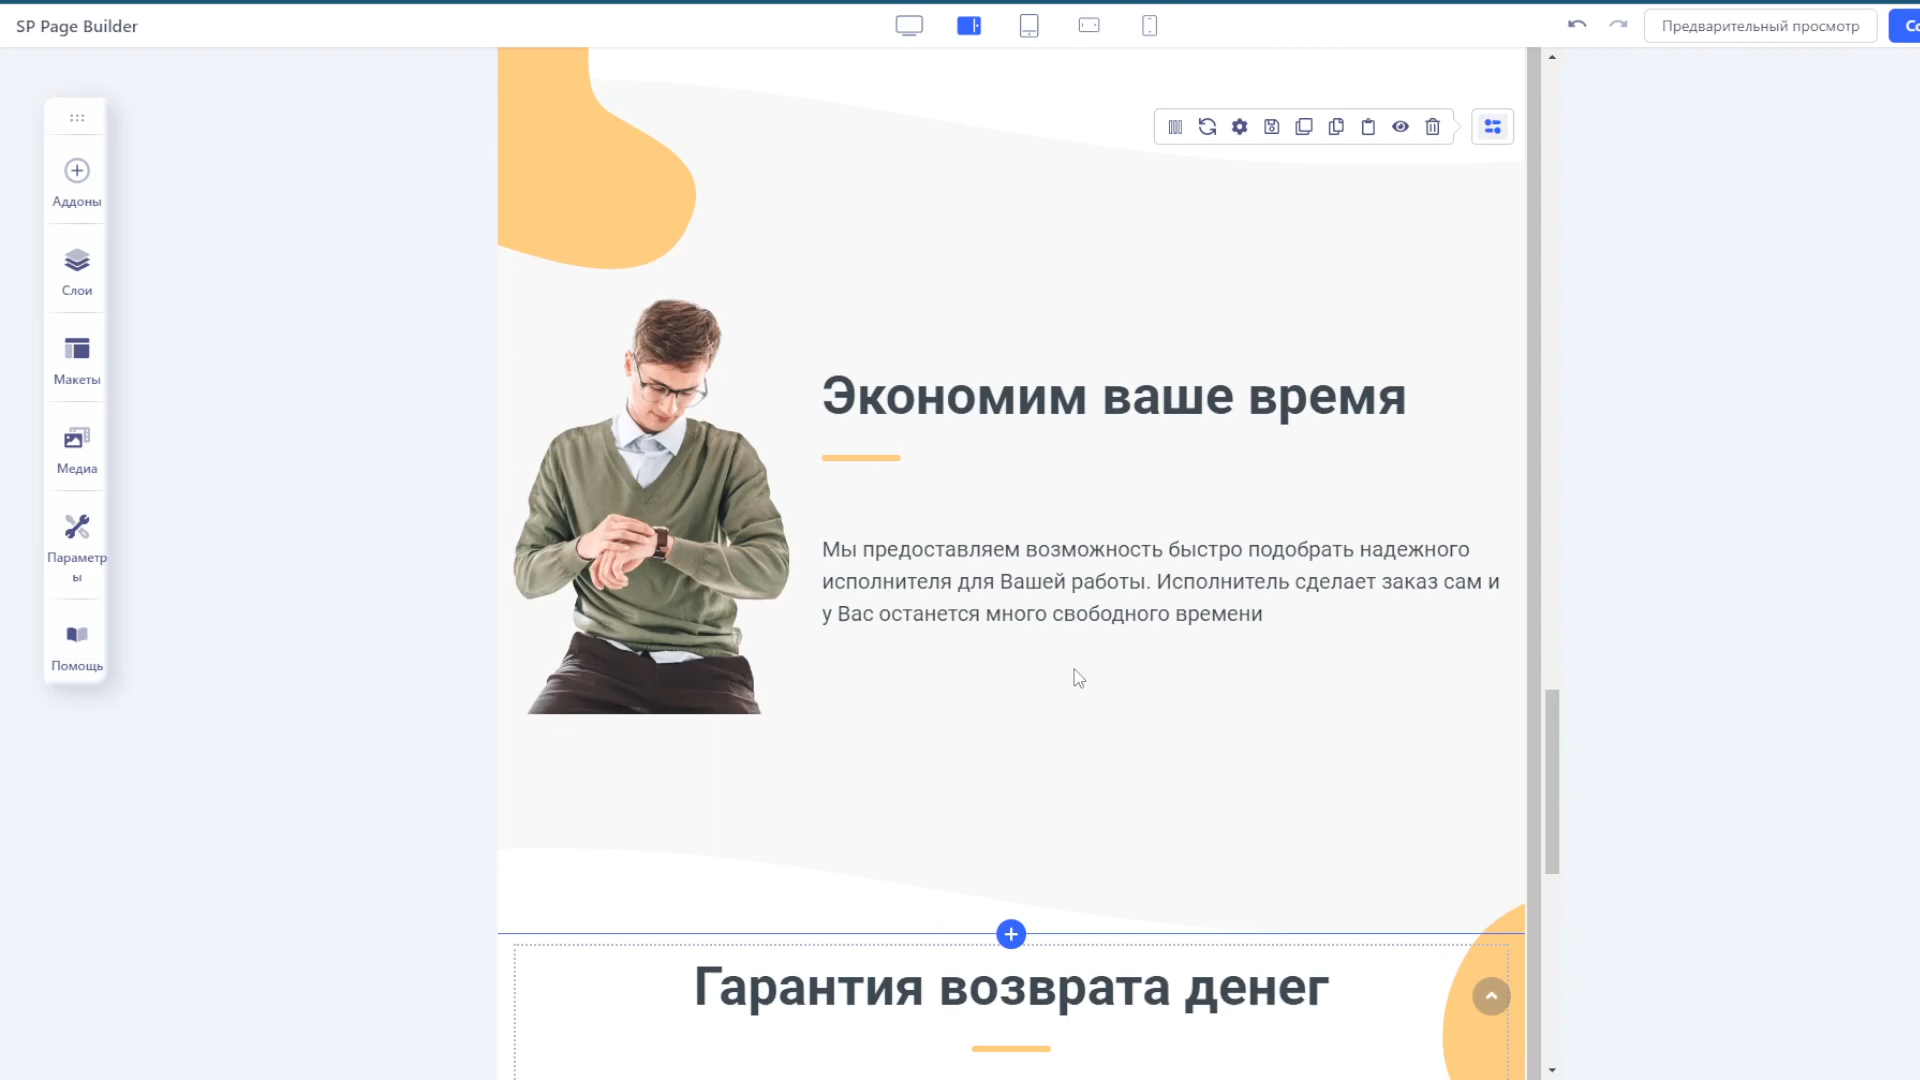 SP Page Builder
Предварительный просмотр
Со
Аддоны
Слои
Макеты
Медиа
Параметр
ы
Помощь
Экономим ваше время
Мы предоставляем возможность быстро подобрать надежного
исполнителя для Вашей работы. Исполнитель сделает заказ сам и
у Вас останется много свободного времени
Гарантия возврата денег